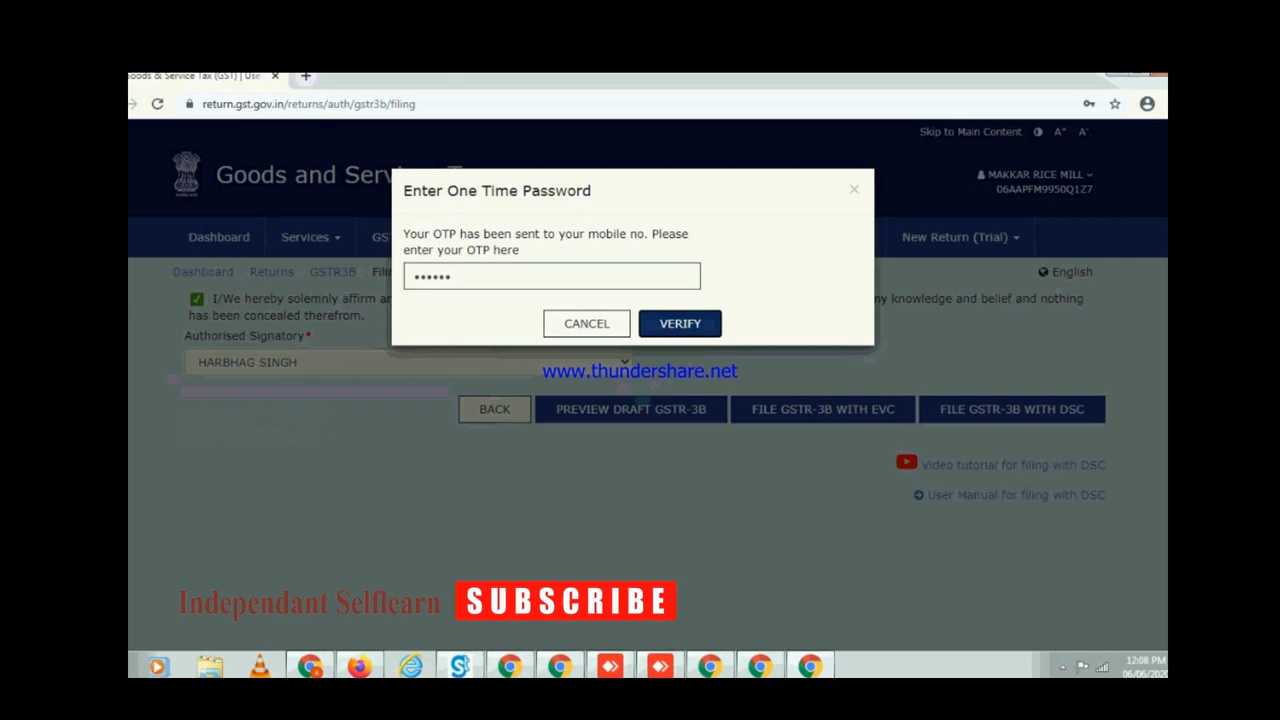 oods & Service Tax (GST) | Use
return.gst.gov.in/returns/auth/gstr3b/filing
Skip to Main Content A+ A-
Goods and Serv
MAKKAR RICE MILL
06AAPFM9950Q1Z7
Dashboard Services GS New Return (Trial)
Dashboard Returns GSTR3B Filin English
Enter One Time Password ×
Your OTP has been sent to your mobile no. Please
enter your OTP here
••••••
CANCEL VERIFY
I/We hereby solemnly affirm an y knowledge and belief and nothing
has been concealed therefrom.
Authorised Signatory*
HARBHAG SINGH
www.thundershare.net
BACK PREVIEW DRAFT GSTR-3B FILE GSTR-3B WITH EVC FILE GSTR-3B WITH DSC
Video tutorial for filing with DSC
User Manual for filing with DSC
Independant Selflearn SUBSCRIBE
12:08 PM
06/06/2020